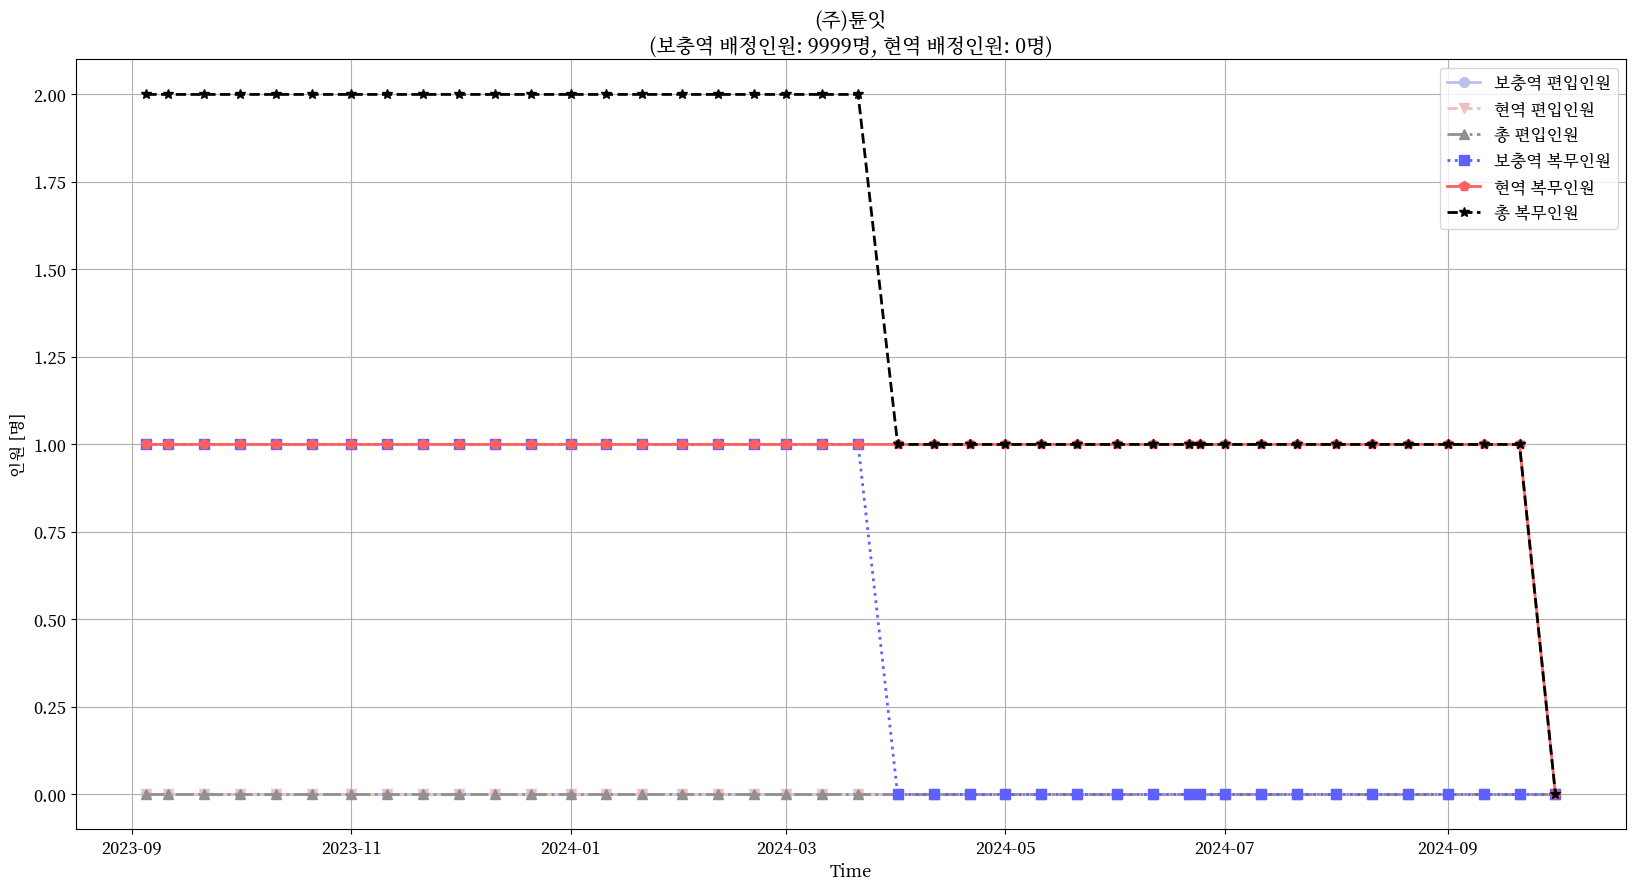 (주)튠잇
(보충역 배정인원: 9999명, 현역 배정인원: 0명)
보충역 편입인원
현역 편입인원
총 편입인원
보충역 복무인원
현역 복무인원
총 복무인원
인원 [명]
2.00
1.75
1.50
1.25
1.00
0.75
0.50
0.25
0.00
2023-09 2023-11 2024-01 2024-03 2024-05 2024-07 2024-09
Time